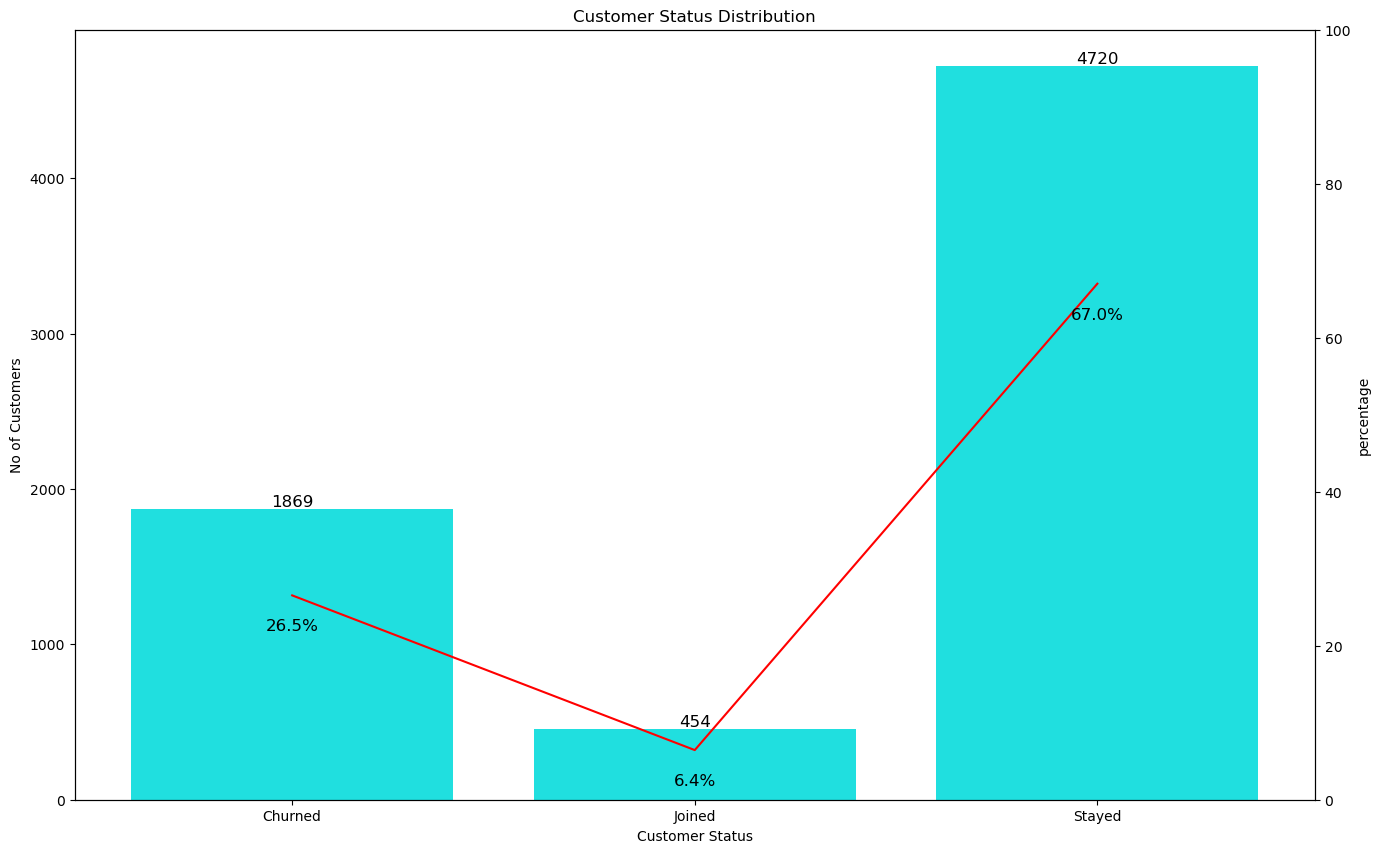 Customer Status Distribution
4720
1869
454
67.0%
26.5%
6.4%
No of Customers
4000
3000
2000
1000
0
percentage
100
80
60
40
20
0
Churned
Joined
Stayed
Customer Status